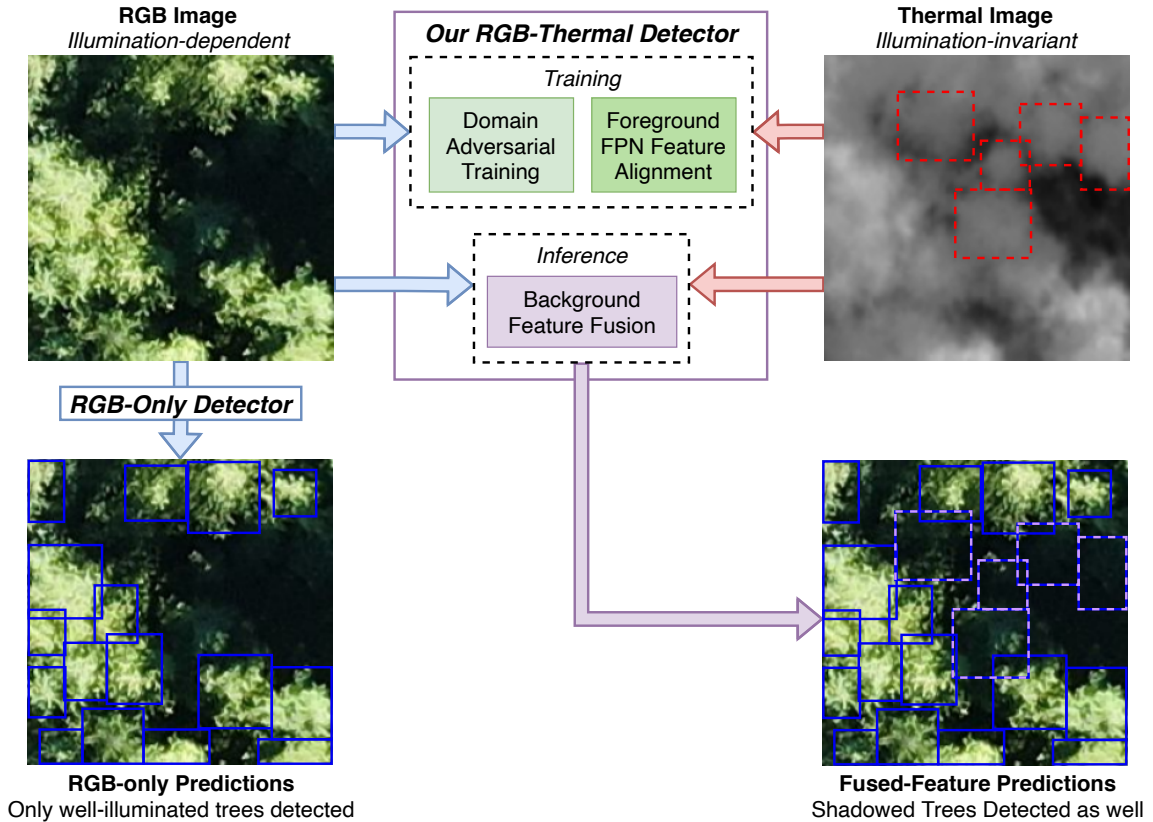 RGB Image
Illumination-dependent
Our RGB-Thermal Detector
Thermal Image
Illumination-invariant
Training
Domain
Adversarial
Training
Foreground
FPN Feature
Alignment
Inference
Background
Feature Fusion
RGB-Only Detector
RGB-only Predictions
Only well-illuminated trees detected
Fused-Feature Predictions
Shadowed Trees Detected as well